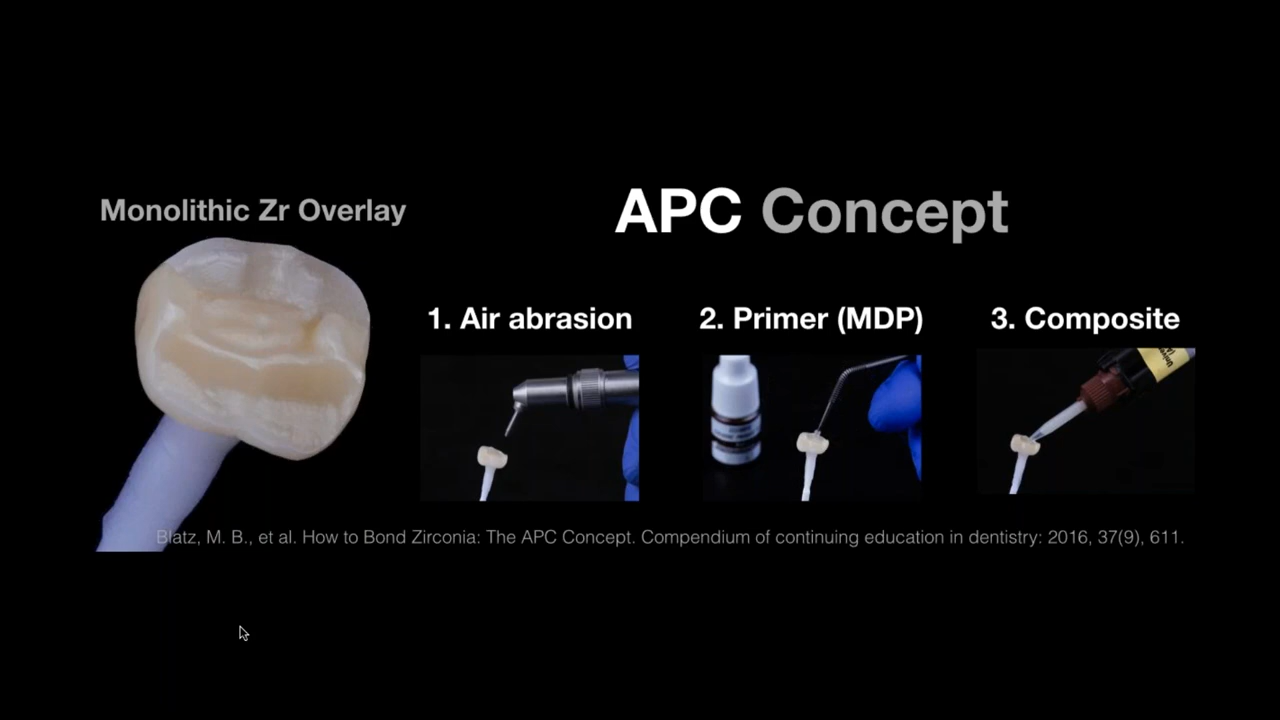 Monolithic Zr Overlay
APC Concept
1. Air abrasion
2. Primer (MDP)
3. Composite
Blatz, M. B., et al. How to Bond Zirconia: The APC Concept. Compendium of continuing education in dentistry: 2016, 37(9), 611.